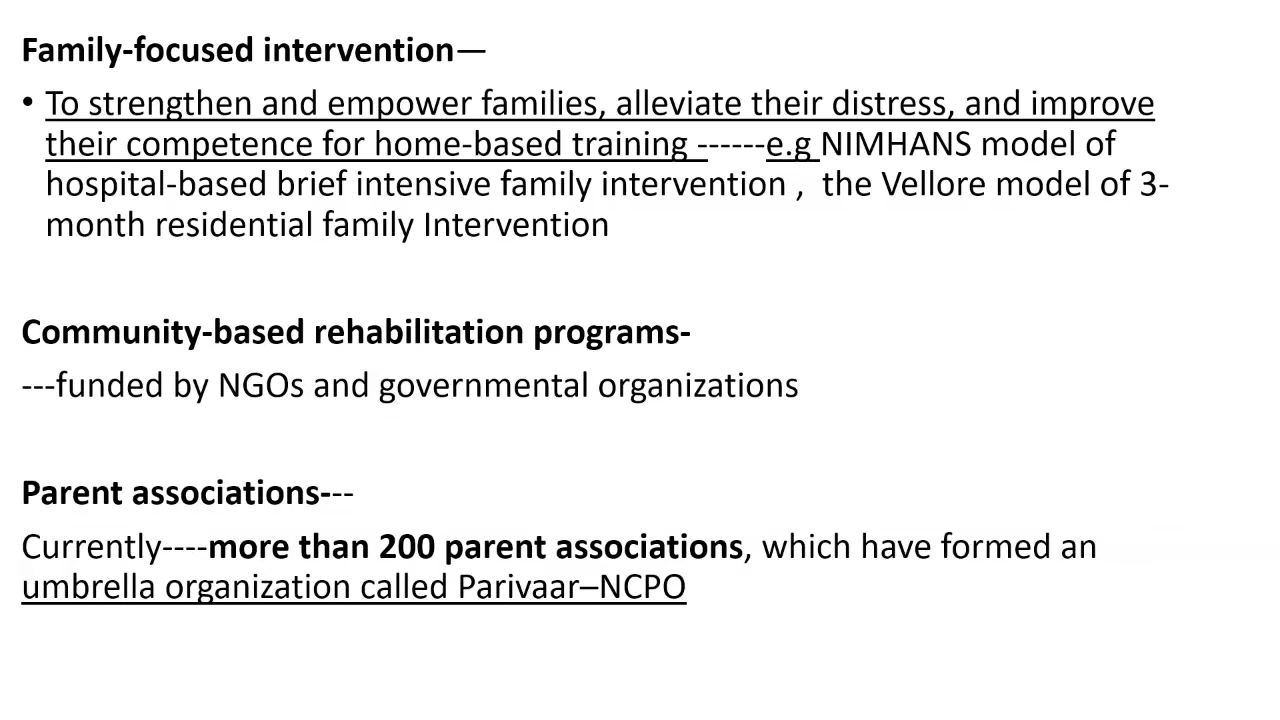 Family-focused intervention—
• To strengthen and empower families, alleviate their distress, and improve
their competence for home-based training ------e.g NIMHANS model of
hospital-based brief intensive family intervention ,  the Vellore model of 3-
month residential family Intervention
Community-based rehabilitation programs-
---funded by NGOs and governmental organizations
Parent associations---
Currently----more than 200 parent associations, which have formed an
umbrella organization called Parivaar–NCPO